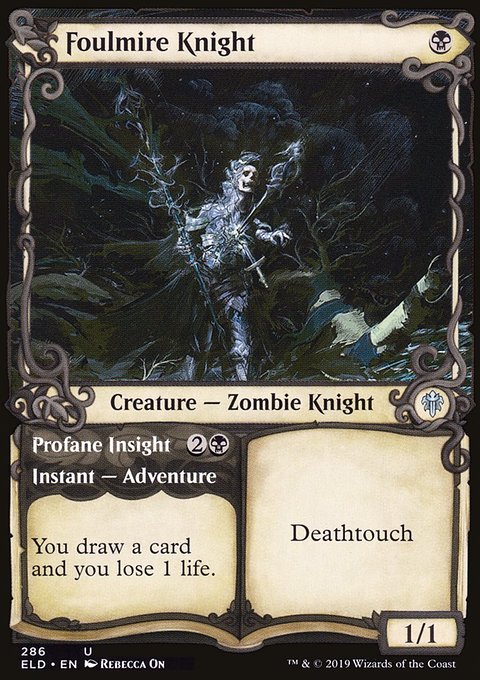 Foulmire Knight
Creature — Zombie Knight
Profane Insight 2
Instant — Adventure
You draw a card
and you lose 1 life.
Deathtouch
1/1
286 U
ELD • EN Rebecca On
™ & © 2019 Wizards of the Coast